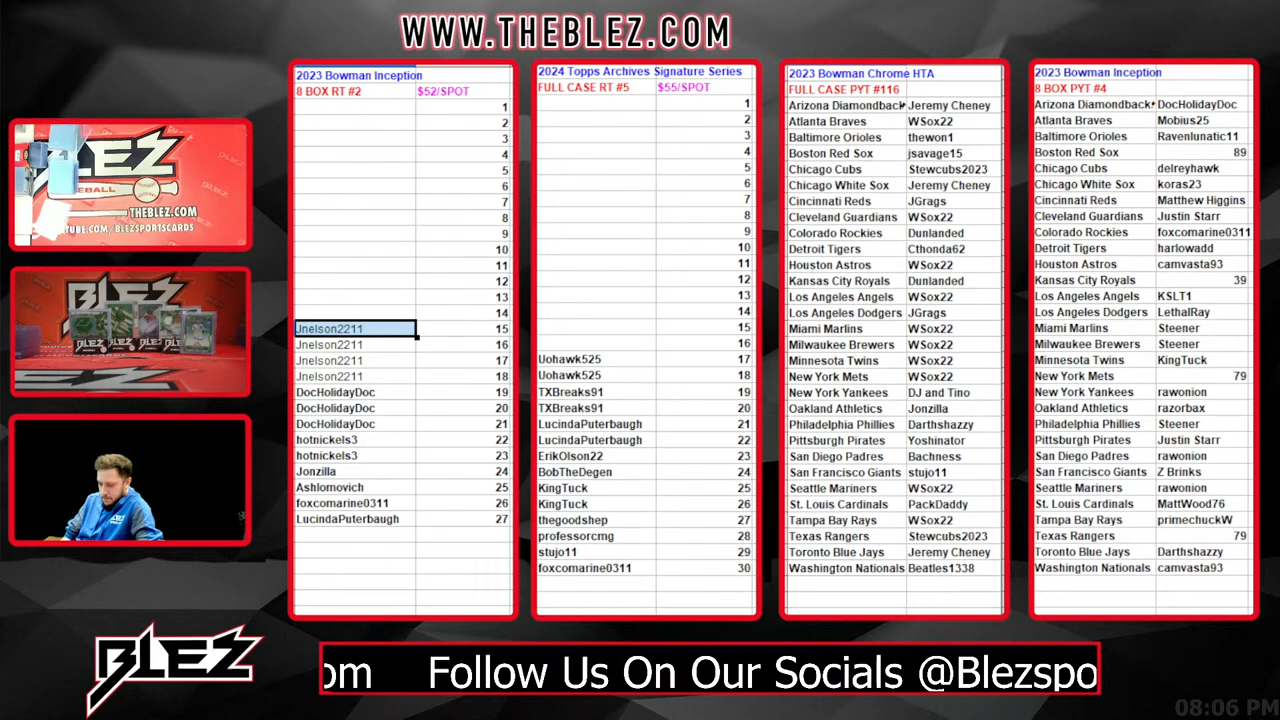 WWW.THEBLEZ.COM
BLEZ
BASEBALL
THEBLEZ.COM
TUBE.COM/BLEZSPORTSCARDS
BLEZ
2023 Bowman Inception
8 BOX RT #2 $52/SPOT
1
2
3
4
5
6
7
8
9
10
11
12
13
14
Jnelson2211 15
Jnelson2211 16
Jnelson2211 17
Jnelson2211 18
DocHolidayDoc 19
DocHolidayDoc 20
DocHolidayDoc 21
hotnickels3 22
hotnickels3 23
Jonzilla 24
Ashlomovich 25
foxcomarine0311 26
LucindaPuterbaugh 27
2024 Topps Archives Signature Series
FULL CASE RT #5 $55/SPOT
1
2
3
4
5
6
7
8
9
10
11
12
13
14
15
16
Uohawk525 17
Uohawk525 18
TXBreaks91 19
TXBreaks91 20
LucindaPuterbaugh 21
LucindaPuterbaugh 22
ErikOlson22 23
BobTheDegen 24
KingTuck 25
KingTuck 26
thegoodshep 27
professorcmg 28
stujo11 29
foxcomarine0311 30
2023 Bowman Chrome HTA
FULL CASE PYT #116
Arizona Diamondback Jeremy Cheney
Atlanta Braves WSox22
Baltimore Orioles thewon1
Boston Red Sox jsavage15
Chicago Cubs Stewcubs2023
Chicago White Sox Jeremy Cheney
Cincinnati Reds JGrags
Cleveland Guardians WSox22
Colorado Rockies Dunlanded
Detroit Tigers Cthonda62
Houston Astros WSox22
Kansas City Royals Dunlanded
Los Angeles Angels WSox22
Los Angeles Dodgers JGrags
Miami Marlins WSox22
Milwaukee Brewers WSox22
Minnesota Twins WSox22
New York Mets WSox22
New York Yankees DJ and Tino
Oakland Athletics Jonzilla
Philadelphia Phillies Darthshazzy
Pittsburgh Pirates Yoshinator
San Diego Padres Bachness
San Francisco Giants stujo11
Seattle Mariners WSox22
St. Louis Cardinals PackDaddy
Tampa Bay Rays WSox22
Texas Rangers Stewcubs2023
Toronto Blue Jays Jeremy Cheney
Washington Nationals Beatles1338
2023 Bowman Inception
8 BOX PYT #4
Arizona Diamondback DocHolidayDoc
Atlanta Braves Mobius25
Baltimore Orioles Ravenlunatic11
Boston Red Sox 89
Chicago Cubs delreyhawk
Chicago White Sox koras23
Cincinnati Reds Matthew Higgins
Cleveland Guardians Justin Starr
Colorado Rockies foxcomarine0311
Detroit Tigers harlowadd
Houston Astros camvasta93
Kansas City Royals 39
Los Angeles Angels KSLT1
Los Angeles Dodgers LethalRay
Miami Marlins Steener
Milwaukee Brewers Steener
Minnesota Twins KingTuck
New York Mets 79
New York Yankees rawonion
Oakland Athletics razorbax
Philadelphia Phillies Steener
Pittsburgh Pirates Justin Starr
San Diego Padres rawonion
San Francisco Giants Z Brinks
Seattle Mariners rawonion
St. Louis Cardinals MattWood76
Tampa Bay Rays primechuckW
Texas Rangers 79
Toronto Blue Jays Darthshazzy
Washington Nationals camvasta93
BLEZ
om Follow Us On Our Socials @Blezspo
08:06 PM